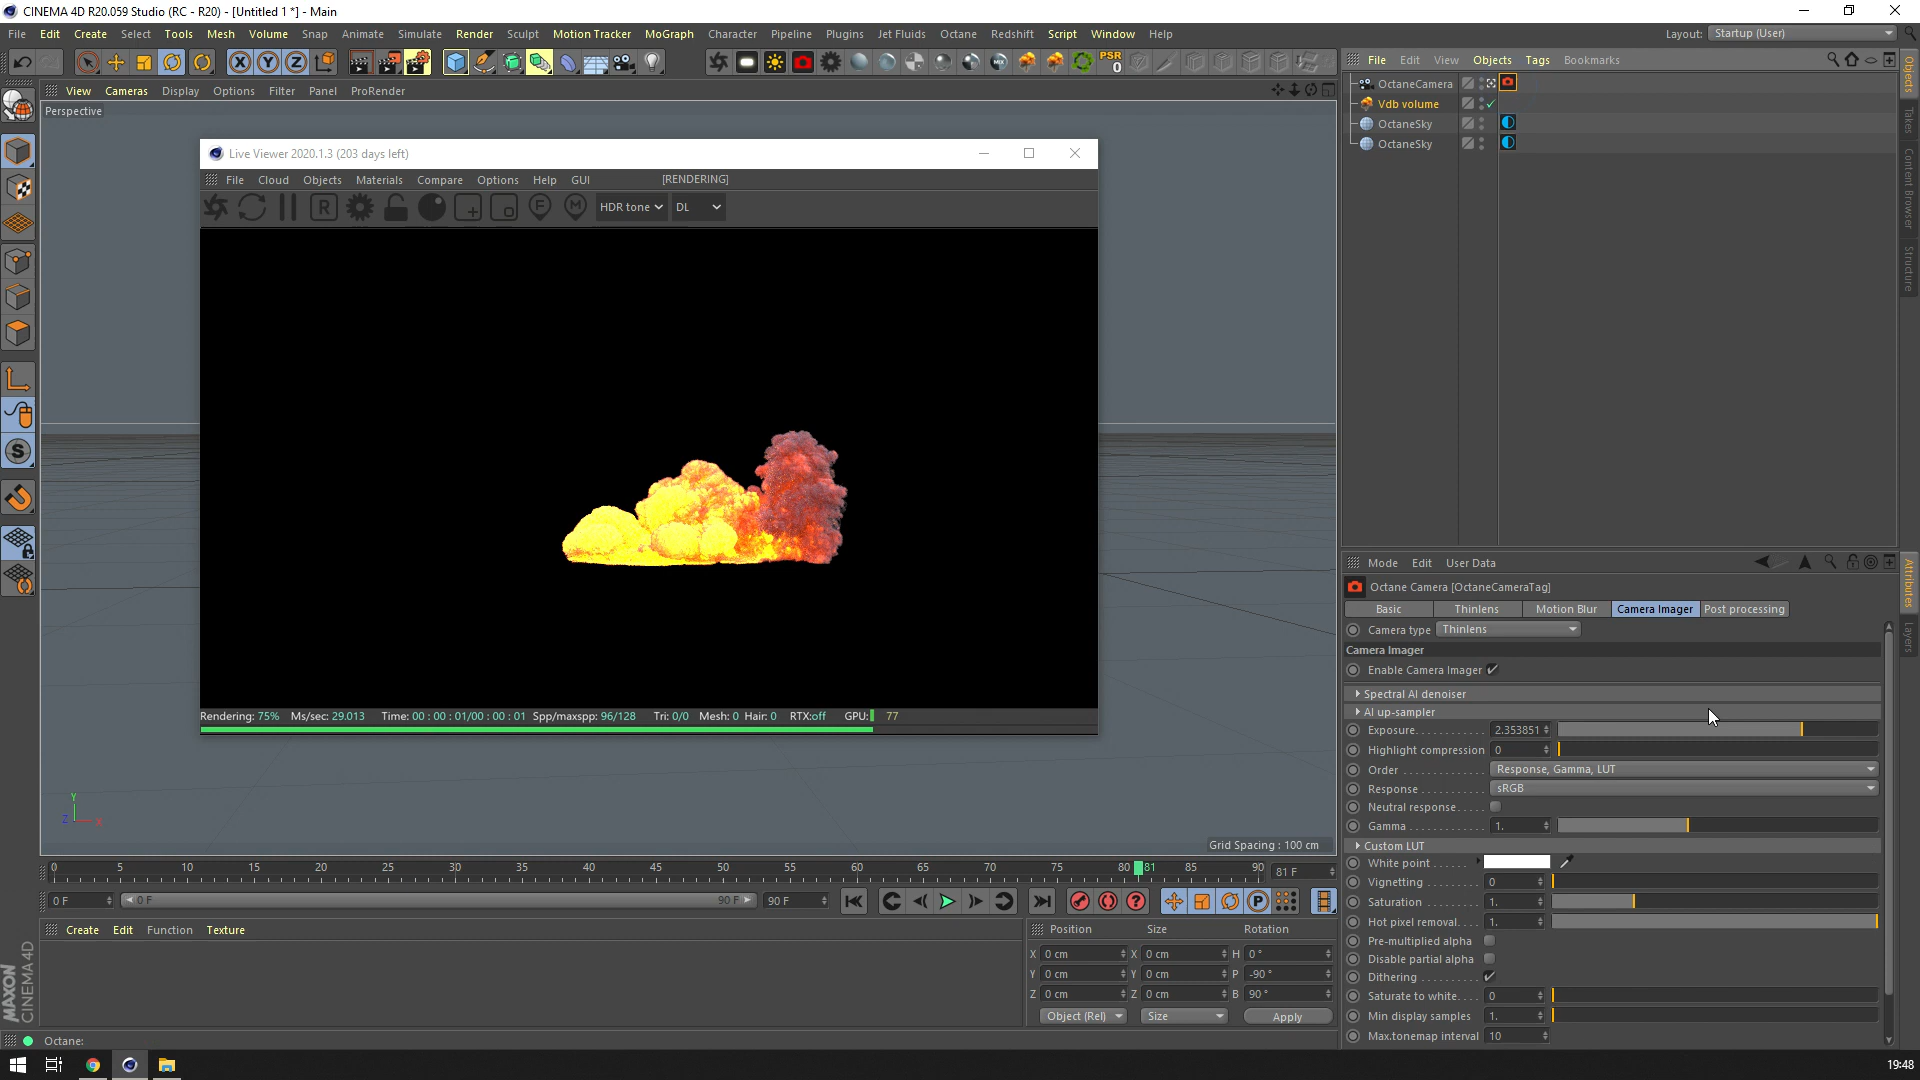 CINEMA 4D R20.059 Studio (RC - R20) - [Untitled 1 *] - Main
File Edit Create Select Tools Mesh Volume Snap Animate Simulate Render Sculpt Motion Tracker MoGraph Character Pipeline Plugins Jet Fluids Octane Redshift Script Window Help Layout: Startup (User)
PSR
0
View Cameras Display Options Filter Panel ProRender
Perspective
Live Viewer 2020.1.3 (203 days left)
File Cloud Objects Materials Compare Options Help GUI [RENDERING]
HDR tone DL
Rendering: 75% Ms/sec: 29.013 Time: 00 : 00 : 01/00 : 00 : 01 Spp/maxspp: 96/128 Tri: 0/0 Mesh: 0 Hair: 0 RTX:off GPU: 77
Grid Spacing : 100 cm
0 5 10 15 20 25 30 35 40 45 50 55 60 65 70 75 80 81 85 90 81 F
0 F 0 F 90 F 90 F
Create Edit Function Texture
Position Size Rotation
X 0 cm X 0 cm H 0 °
Y 0 cm Y 0 cm P -90 °
Z 0 cm Z 0 cm B 90 °
Object (Rel) Size Apply
Octane:
MAXON
CINEMA 4D
File Edit View Objects Tags Bookmarks
OctaneCamera
Vdb volume
OctaneSky
OctaneSky
Objects
Takes
Content Browser
Structure
Mode Edit User Data
Octane Camera [OctaneCameraTag]
Basic Thinlens Motion Blur Camera Imager Post processing
Camera type Thinlens
Camera Imager
Enable Camera Imager
Spectral AI denoiser
AI up-sampler
Exposure 2.353851
Highlight compression 0
Order Response, Gamma, LUT
Response sRGB
Neutral response
Gamma 1.
Custom LUT
White point
Vignetting 0
Saturation 1.
Hot pixel removal 1.
Pre-multiplied alpha
Disable partial alpha
Dithering
Saturate to white 0
Min display samples 1.
Max.tonemap interval 10
Attributes
Layers
19:48